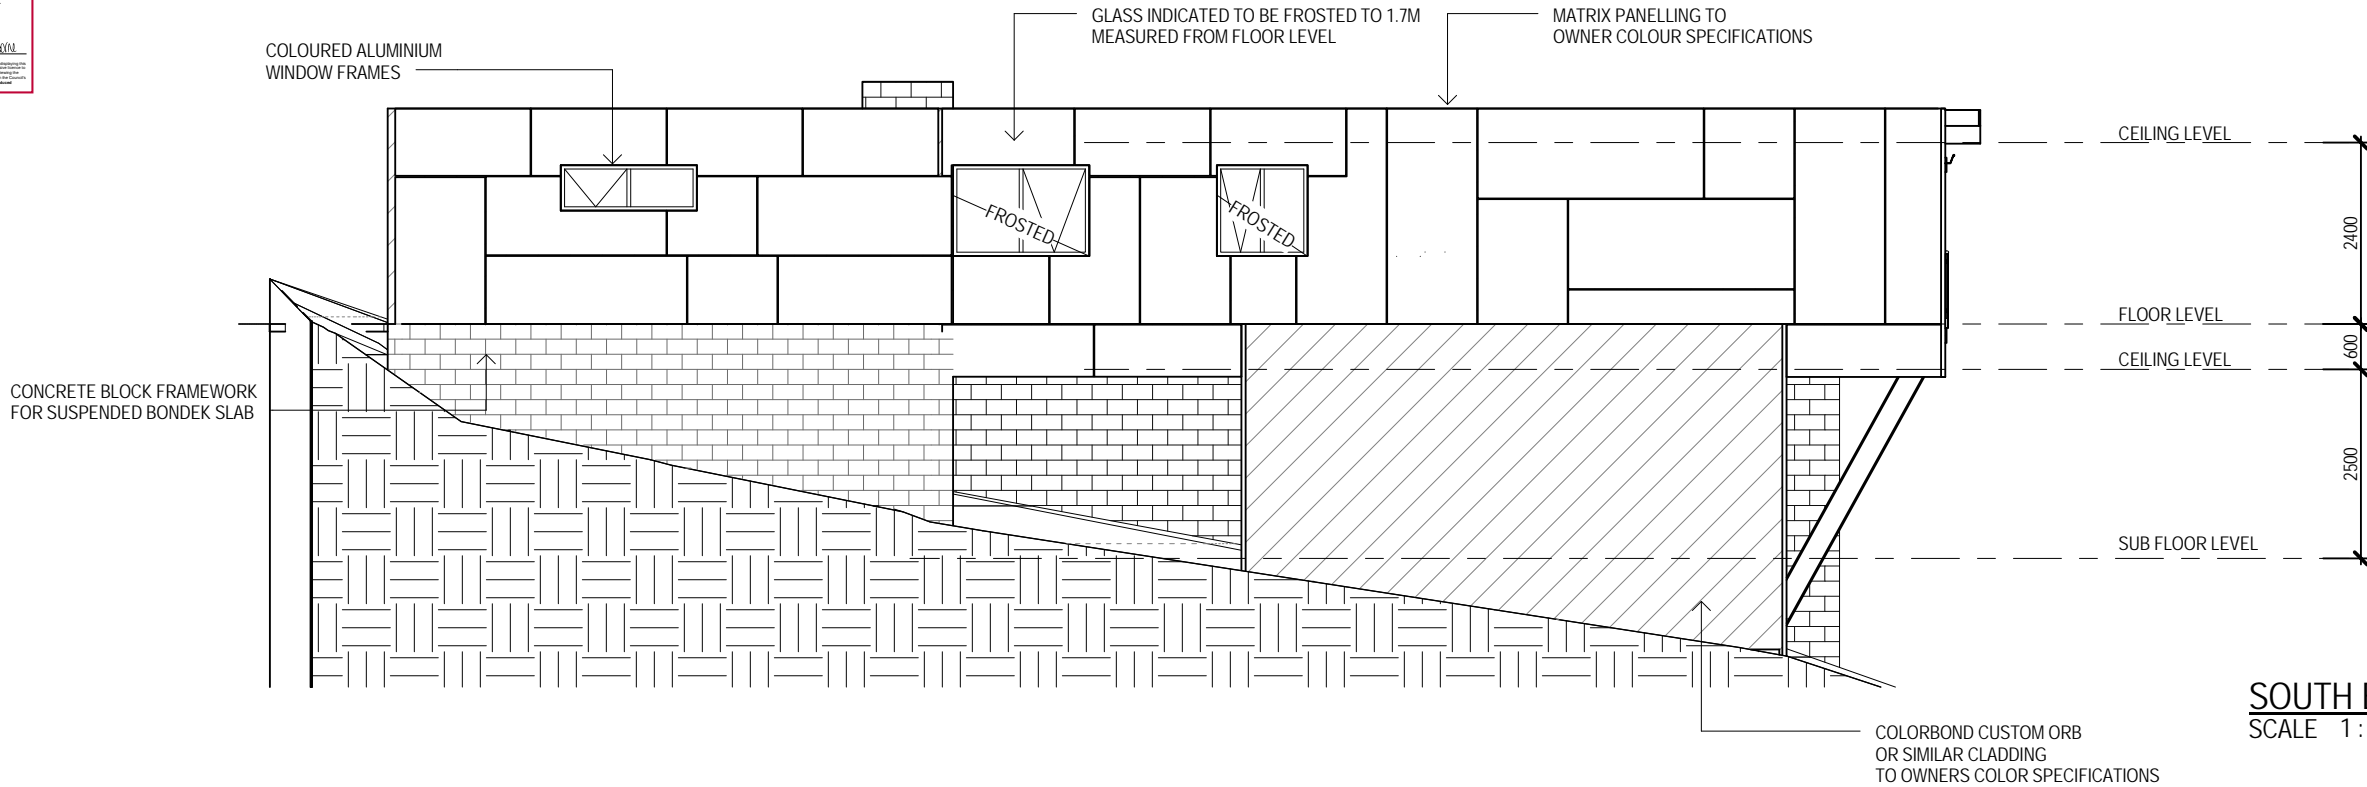 GLASS INDICATED TO BE FROSTED TO 1.7M
MEASURED FROM FLOOR LEVEL
MATRIX PANELLING TO
OWNER COLOUR SPECIFICATIONS
COLOURED ALUMINIUM
WINDOW FRAMES
CEILING LEVEL
2400
FROSTED
FROSTED
FLOOR LEVEL
600
CEILING LEVEL
CONCRETE BLOCK FRAMEWORK
FOR SUSPENDED BONDEK SLAB
2500
SUB FLOOR LEVEL
SOUTH
SCALE 1 :
COLORBOND CUSTOM ORB
OR SIMILAR CLADDING
TO OWNERS COLOR SPECIFICATIONS